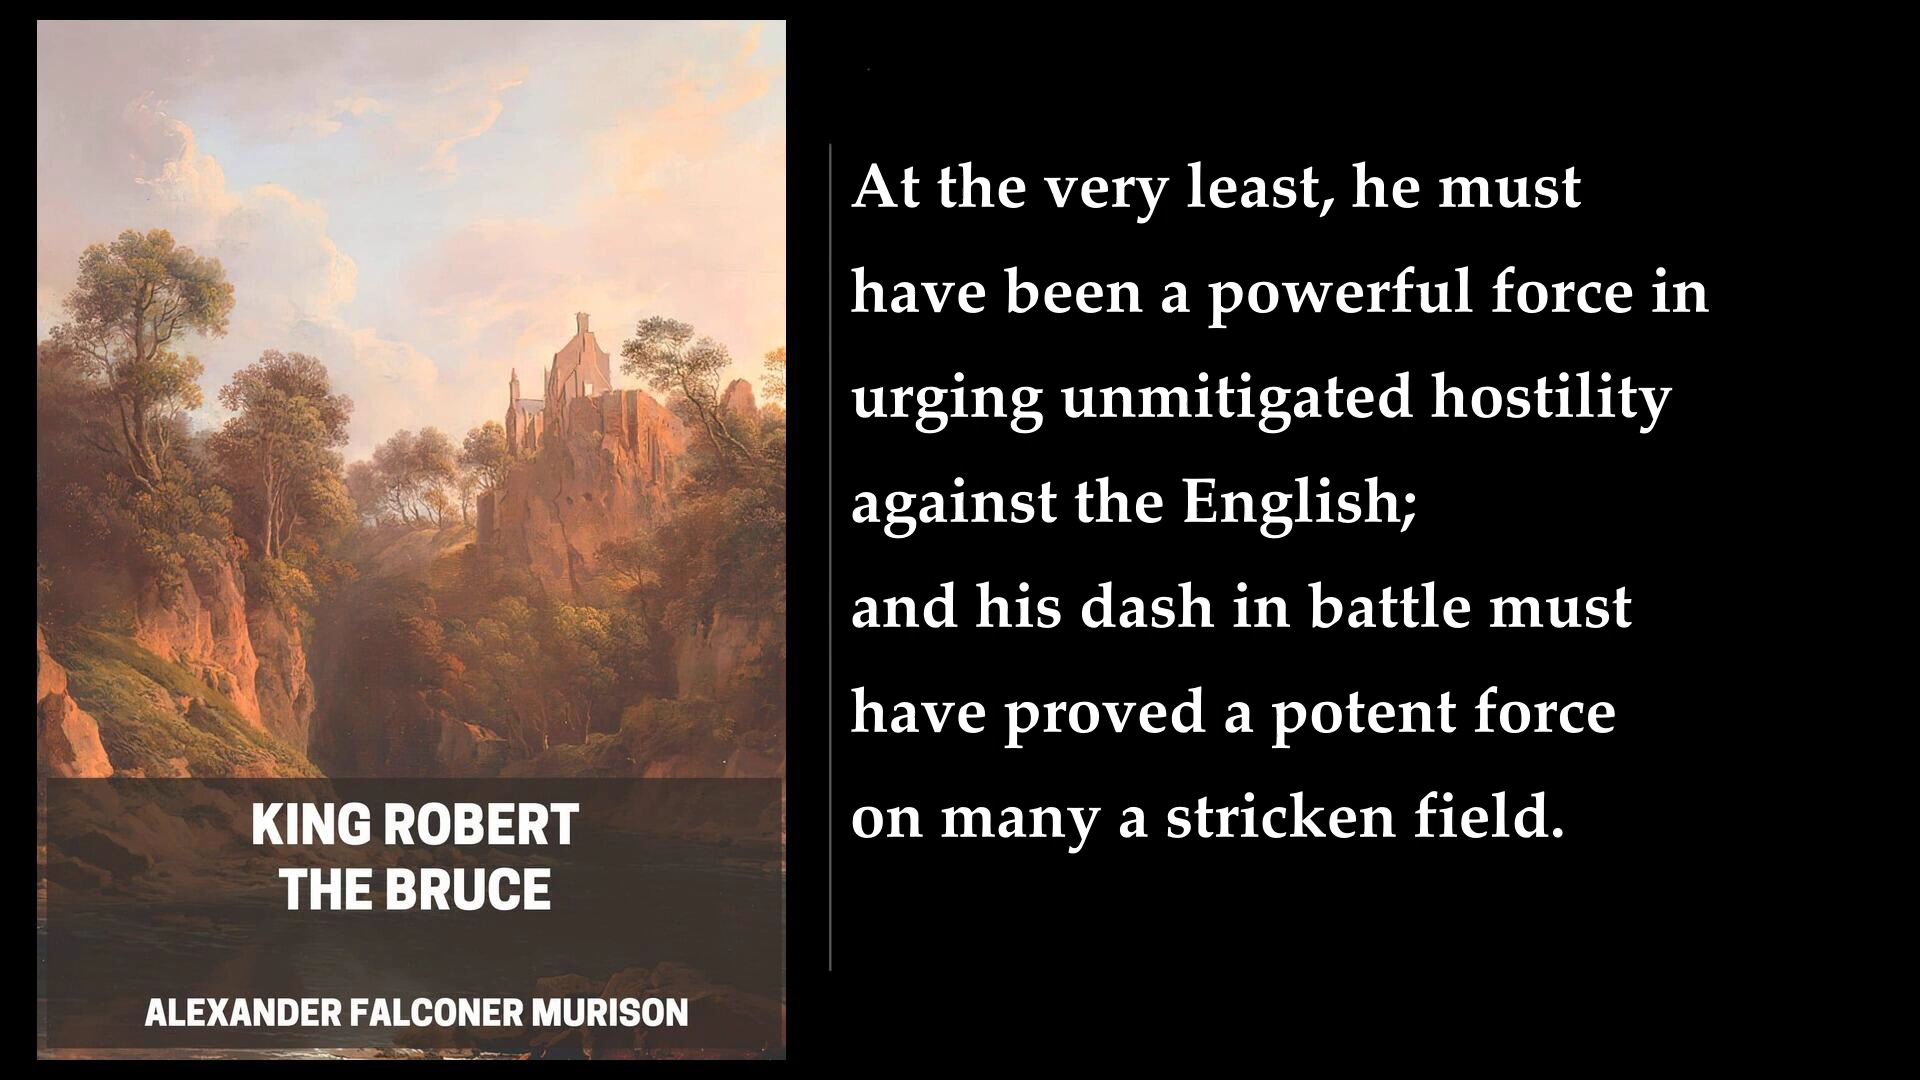 KING ROBERT
THE BRUCE
ALEXANDER FALCONER MURISON
At the very least, he must
have been a powerful force in
urging unmitigated hostility
against the English;
and his dash in battle must
have proved a potent force
on many a stricken field.